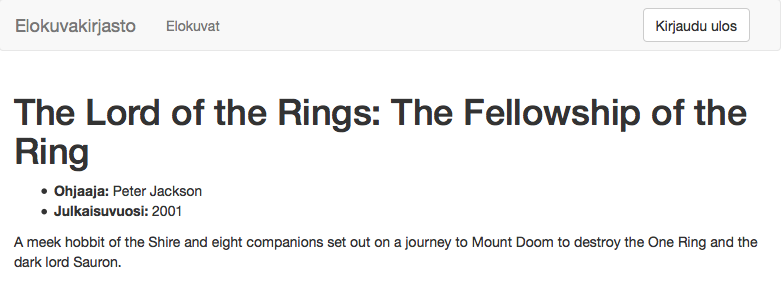 Elokuvakirjasto Elokuvat Kirjaudu ulos
The Lord of the Rings: The Fellowship of the
Ring
• Ohjaaja: Peter Jackson
• Julkaisuvuosi: 2001
A meek hobbit of the Shire and eight companions set out on a journey to Mount Doom to destroy the One Ring and the
dark lord Sauron.